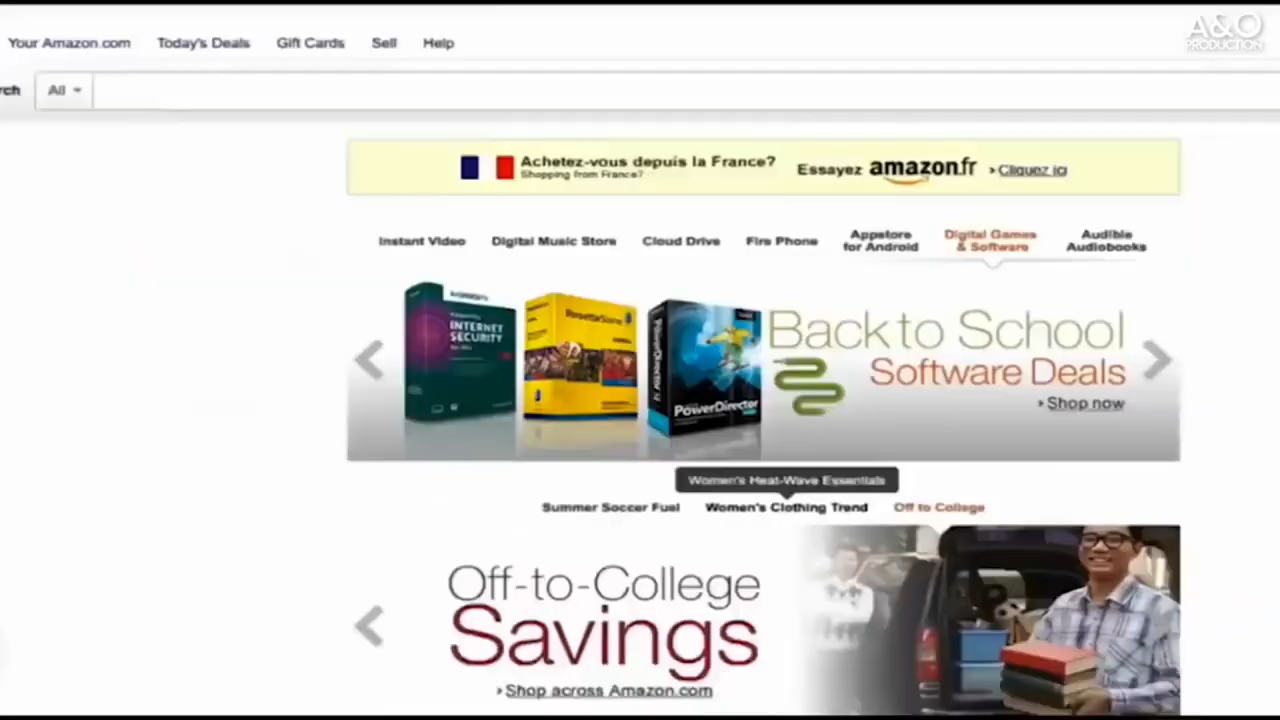 A&O
PRODUCTION
Your Amazon.com Today's Deals Gift Cards Sell Help
rch All
Achetez-vous depuis la France?
Shopping from France?
Essayez amazon.fr
Cliquez ici
Instant Video Digital Music Store Cloud Drive Fire Phone Appstore for Android Digital Games & Software Audible Audiobooks
INTERNET
SECURITY
RosettaStone
PowerDirector
PowerDirector
Back to School
Software Deals
Shop now
Women's Heat-Wave Essentials
Summer Soccer Fuel Women's Clothing Trend Off to College
Off-to-College
Savings
Shop across Amazon.com